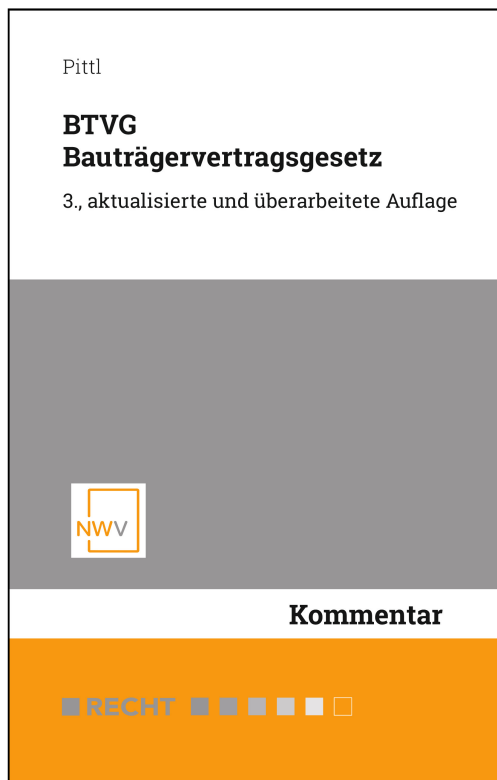 Pittl
BTVG
Bauträgervertragsgesetz
3., aktualisierte und überarbeitete Auflage
NWV
Kommentar
RECHT